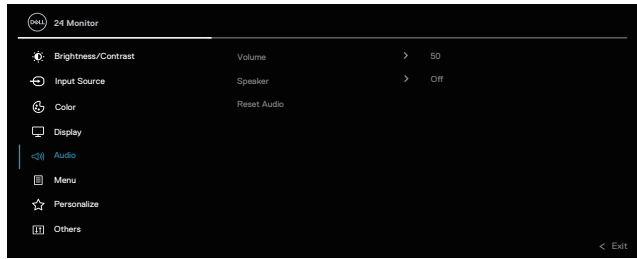 DELL 24 Monitor
Brightness/Contrast
Input Source
Color
Display
Audio
Menu
Personalize
Others
Volume > 50
Speaker > Off
Reset Audio
< Exit